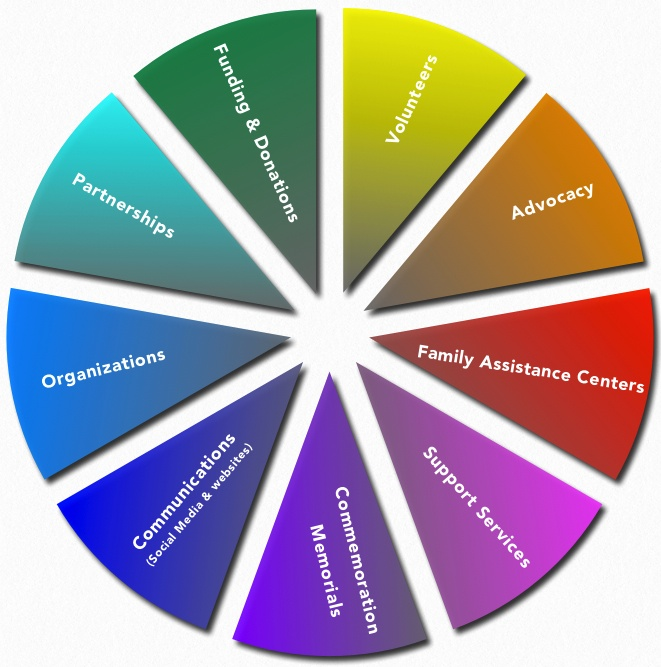 Funding & Donations
Volunteers
Advocacy
Family Assistance Centers
Support Services
Commemoration
Memorials
Communications
(Social Media & websites)
Organizations
Partnerships